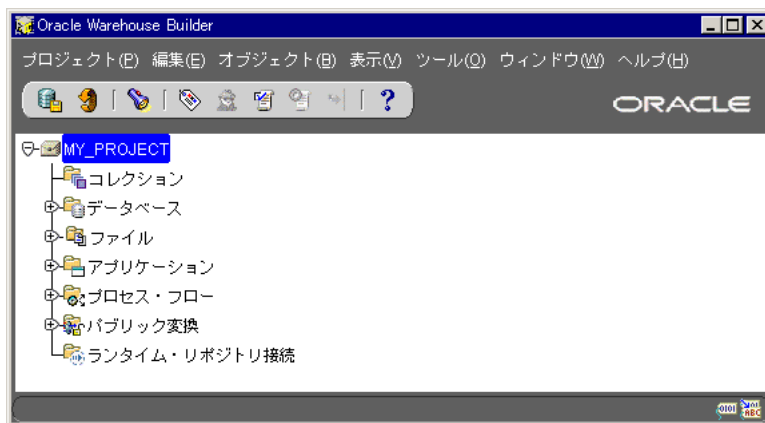 Oracle Warehouse Builder
プロジェクト(P) 編集(E) オブジェクト(B) 表示(V) ツール(O) ウィンドウ(W) ヘルプ(H)
ORACLE
MY_PROJECT
コレクション
データベース
ファイル
アプリケーション
プロセス・フロー
パブリック変換
ランタイム・リポジトリ接続
0101 ABC